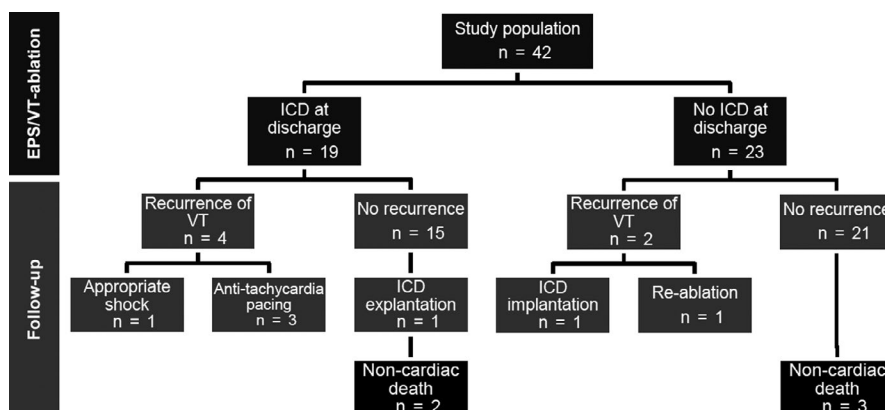 EPS/VT-ablation
Study population
n = 42
ICD at
discharge
n = 19
No ICD at
discharge
n = 23
Follow-up
Recurrence of
VT
n = 4
No recurrence
n = 15
Recurrence of
VT
n = 2
No recurrence
n = 21
Appropriate
shock
n = 1
Anti-tachycardia
pacing
n = 3
ICD
explantation
n = 1
ICD
implantation
n = 1
Re-ablation
n = 1
Non-cardiac
death
n = 2
Non-cardiac
death
n = 3